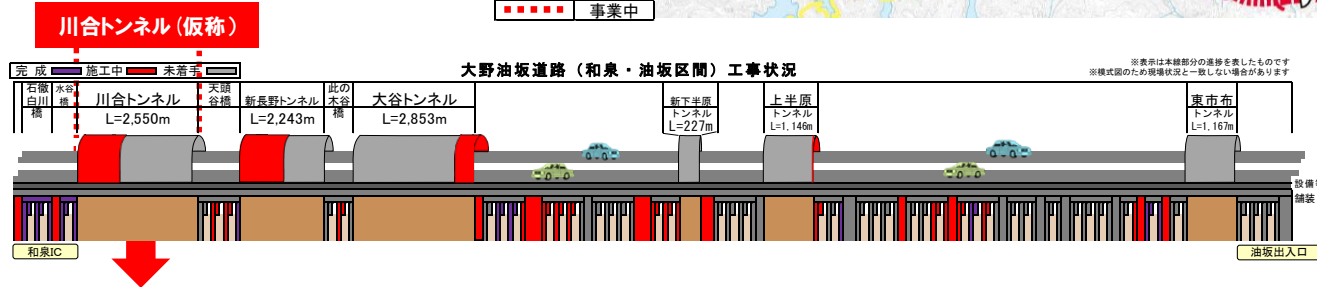 事業中
川合トンネル(仮称)
完 成 施工中 未着手
大野油坂道路(和泉・油坂区間)工事状況
※表示は本線部分の進捗を表したものです
※模式図のため現場状況と一致しない場合があります
石徹白川橋
水谷橋
川合トンネル
L=2,550m
天頭谷橋
新長野トンネル
L=2,243m
此の木谷橋
大谷トンネル
L=2,853m
新下半原
トンネル
L=227m
上半原
トンネル
L=1,146m
東市布
トンネル
L=1,167m
設備等
舗装
和泉IC
油坂出入口